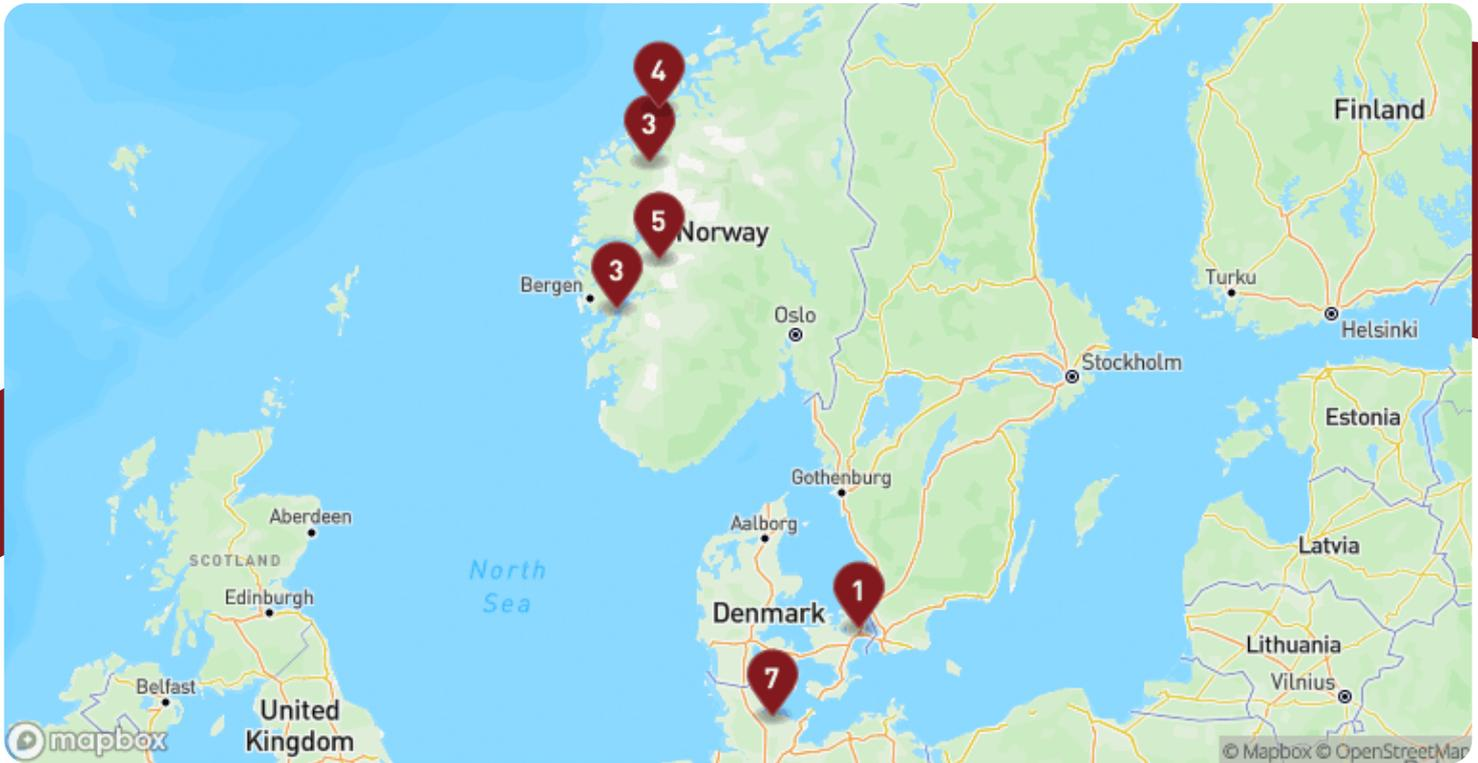 4
Finland
3
5
Norway
3
Bergen
Turku
Oslo
Helsinki
Stockholm
Estonia
Gothenburg
Aberdeen
Aalborg
SCOTLAND
Latvia
North
Sea
Edinburgh
1
Denmark
Lithuania
7
Belfast
Vilnius
United
Kingdom
mapbox
© Mapbox © OpenStreetMap